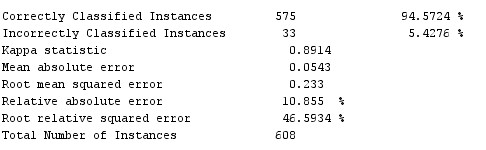 Correctly Classified Instances 575 94.5724 %
Incorrectly Classified Instances 33 5.4276 %
Kappa statistic 0.8914
Mean absolute error 0.0543
Root mean squared error 0.233
Relative absolute error 10.855 %
Root relative squared error 46.5934 %
Total Number of Instances 608